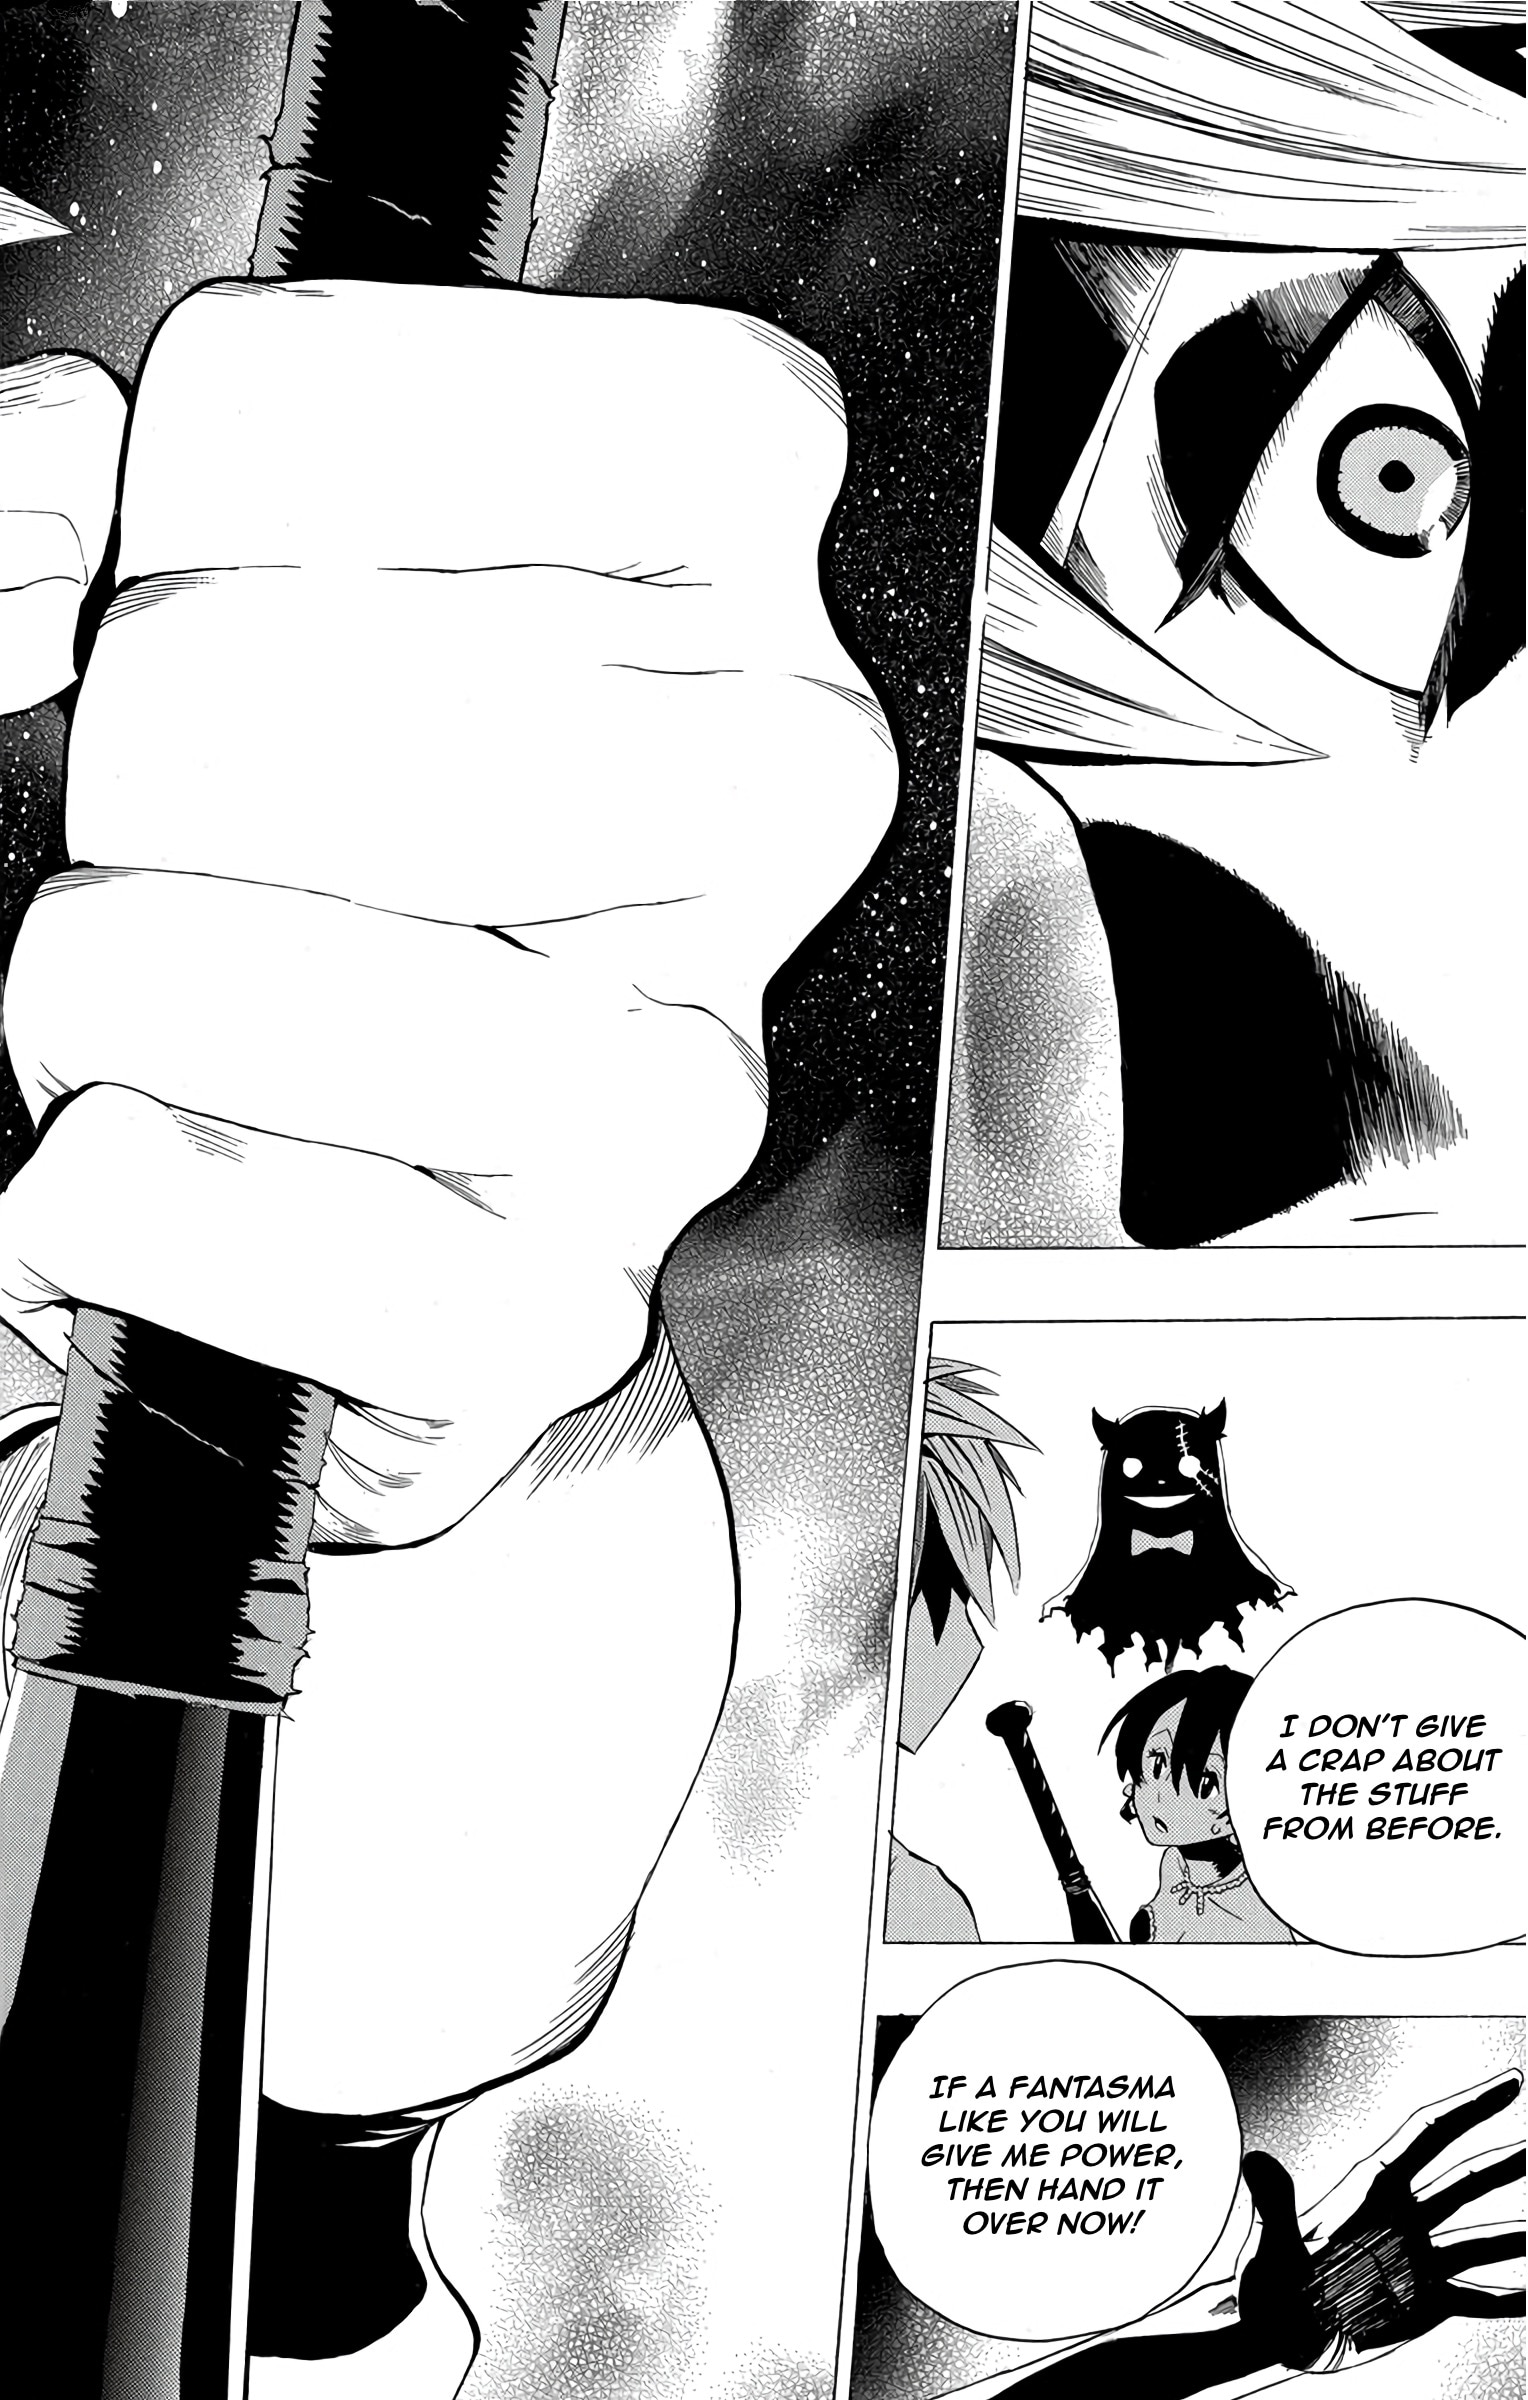 I DON'T GIVE
A CRAP ABOUT
THE STUFF
FROM BEFORE.
IF A FANTASMA
LIKE YOU WILL
GIVE ME POWER,
THEN HAND IT
OVER NOW!